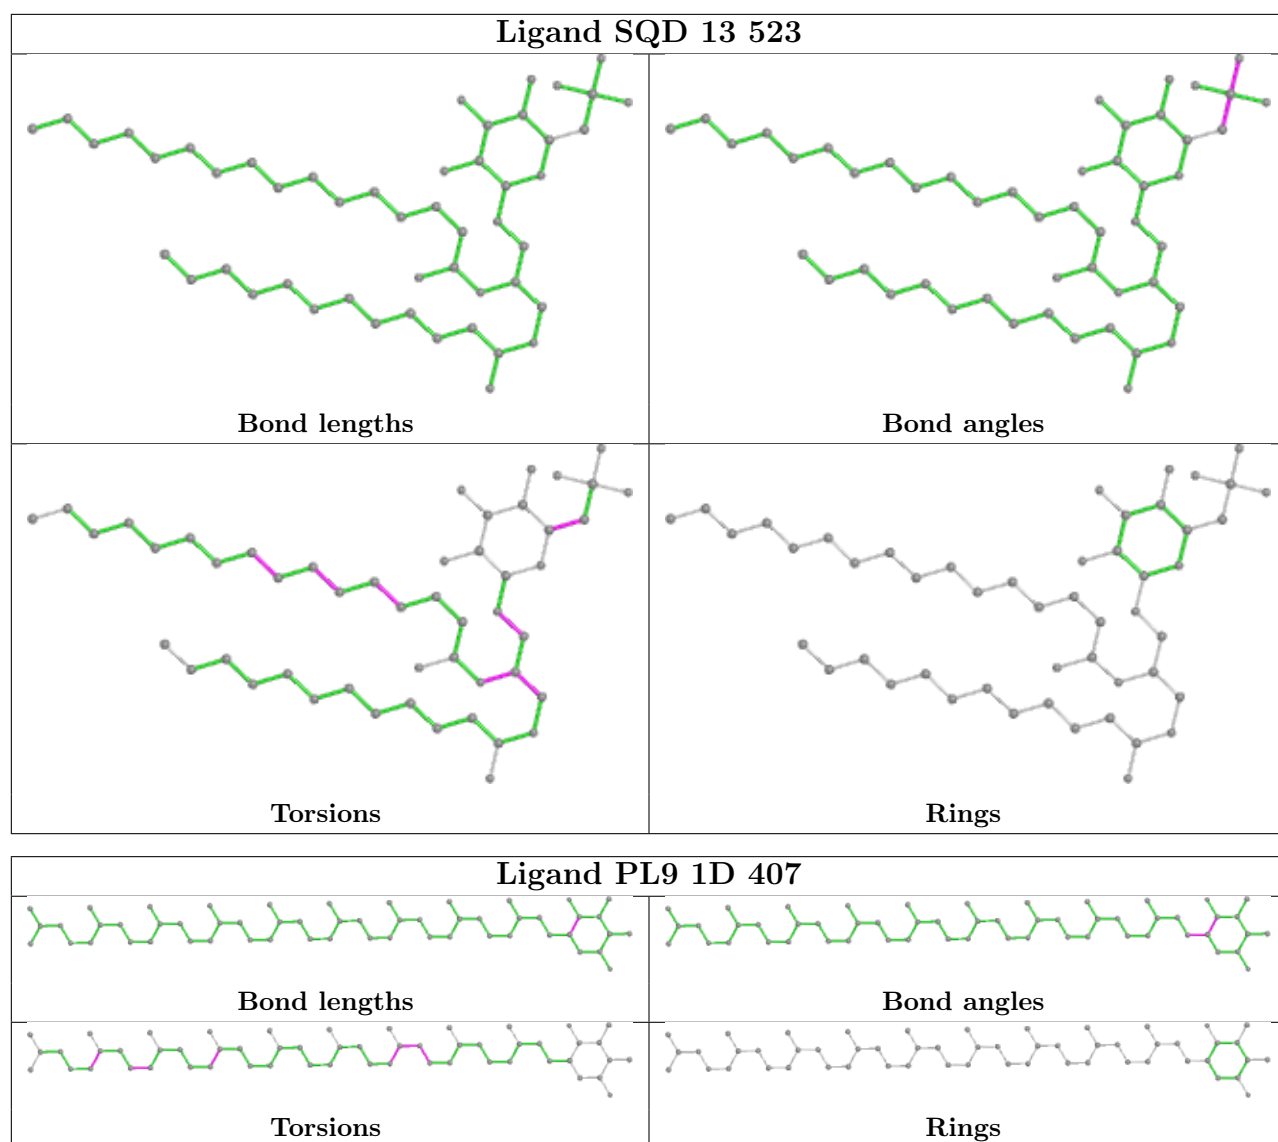 Ligand SQD 13 523
Bond lengths
Bond angles
Torsions
Rings
Ligand PL9 1D 407
Bond lengths
Bond angles
Torsions
Rings